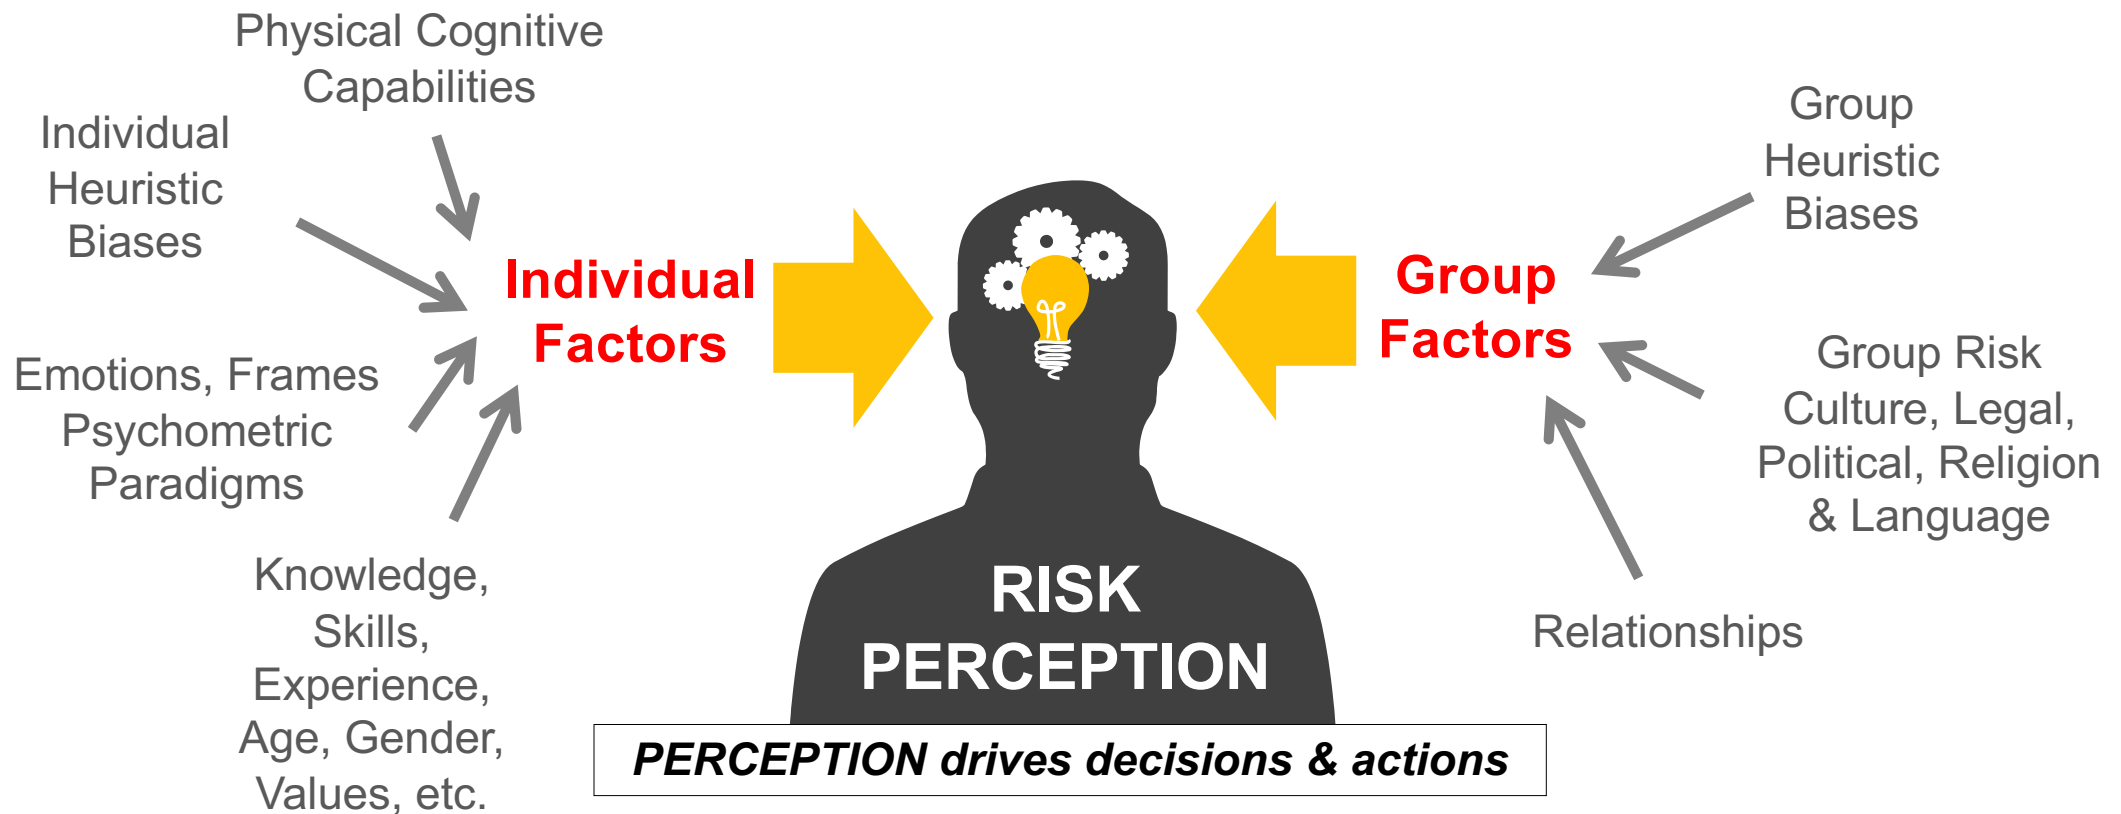 Physical Cognitive
Capabilities
Individual
Heuristic
Biases
Emotions, Frames
Psychometric
Paradigms
Knowledge,
Skills,
Experience,
Age, Gender,
Values, etc.
Individual
Factors
RISK
PERCEPTION
PERCEPTION drives decisions & actions
Group
Factors
Group
Heuristic
Biases
Group Risk
Culture, Legal,
Political, Religion
& Language
Relationships